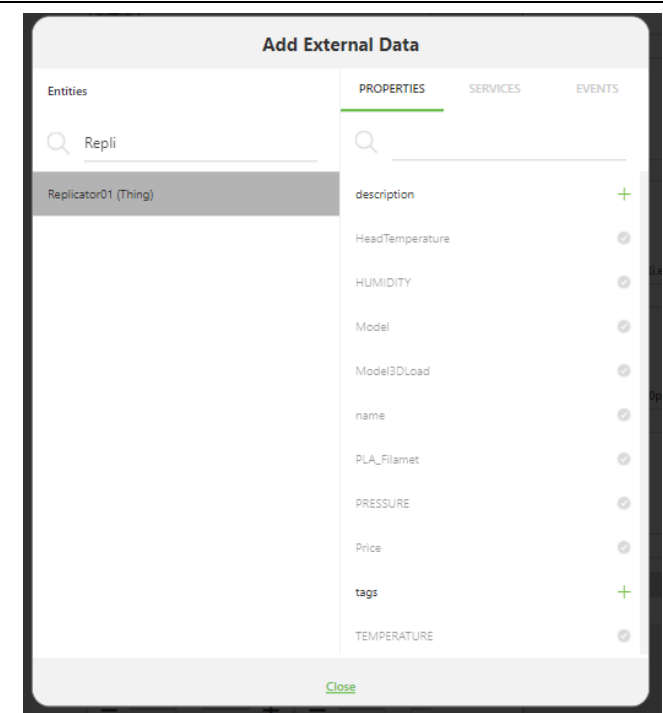 Add External Data
Entities
PROPERTIES SERVICES EVENTS
Repli
Replicator01 (Thing)
description
HeadTemperature
HUMIDITY
Model
Model3DLoad
name
PLA_Filamet
PRESSURE
Price
tags
TEMPERATURE
Close